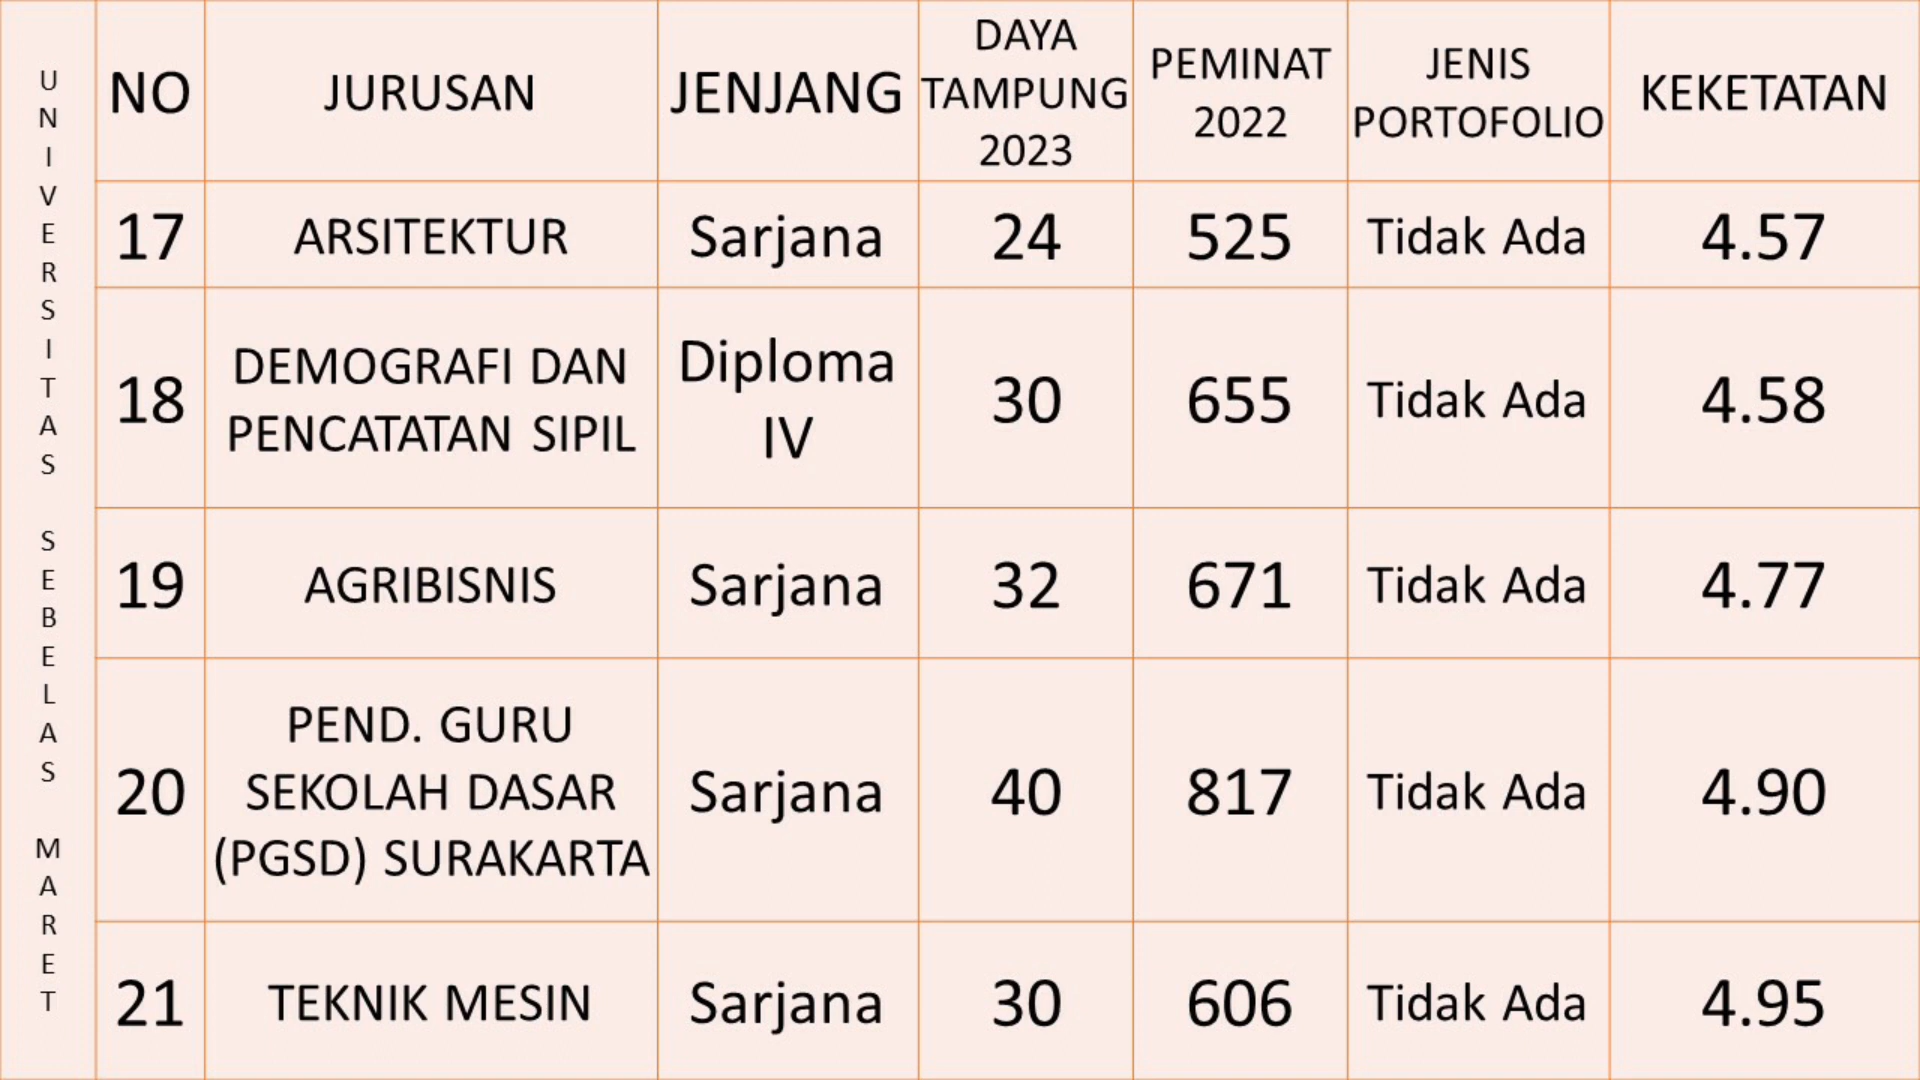 UNIVERSITAS SEBELAS MARET
NO JURUSAN JENJANG DAYA TAMPUNG 2023 PEMINAT 2022 JENIS PORTOFOLIO KEKETATAN
17 ARSITEKTUR Sarjana 24 525 Tidak Ada 4.57
18 DEMOGRAFI DAN PENCATATAN SIPIL Diploma IV 30 655 Tidak Ada 4.58
19 AGRIBISNIS Sarjana 32 671 Tidak Ada 4.77
20 PEND. GURU SEKOLAH DASAR (PGSD) SURAKARTA Sarjana 40 817 Tidak Ada 4.90
21 TEKNIK MESIN Sarjana 30 606 Tidak Ada 4.95